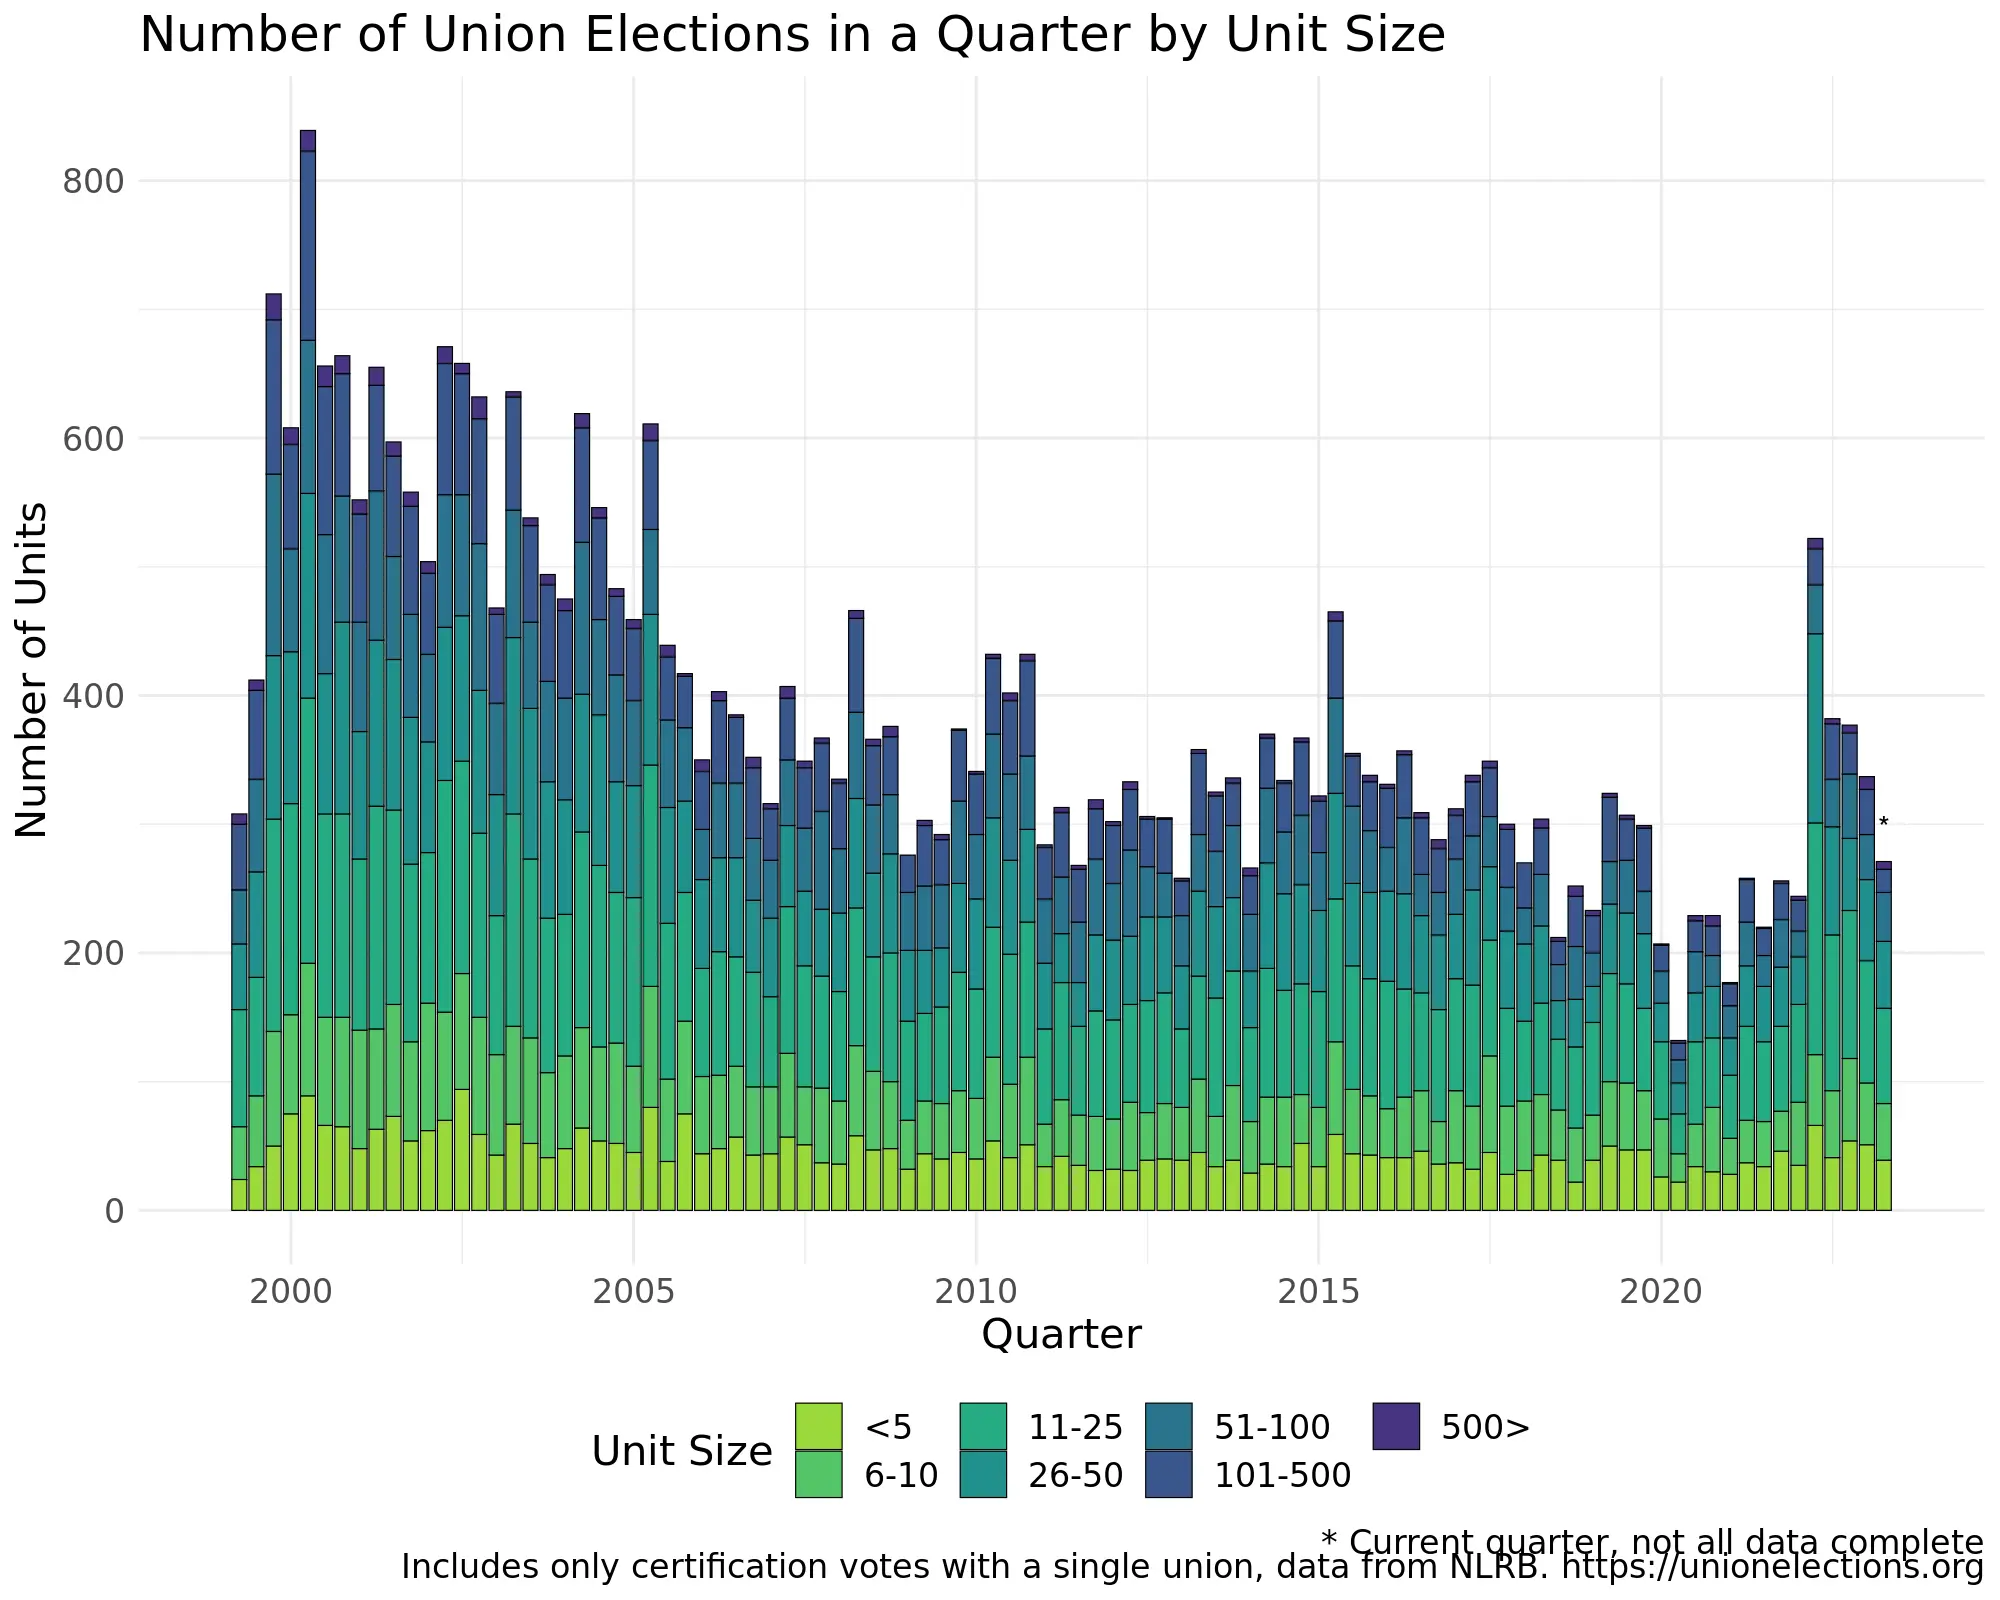 Number of Union Elections in a Quarter by Unit Size
Number of Units
800
600
400
200
0
*
2000 2005 2010 2015 2020
Quarter
Unit Size
<5 11-25 51-100 500>
6-10 26-50 101-500
* Current quarter, not all data complete
Includes only certification votes with a single union, data from NLRB. https://unionelections.org